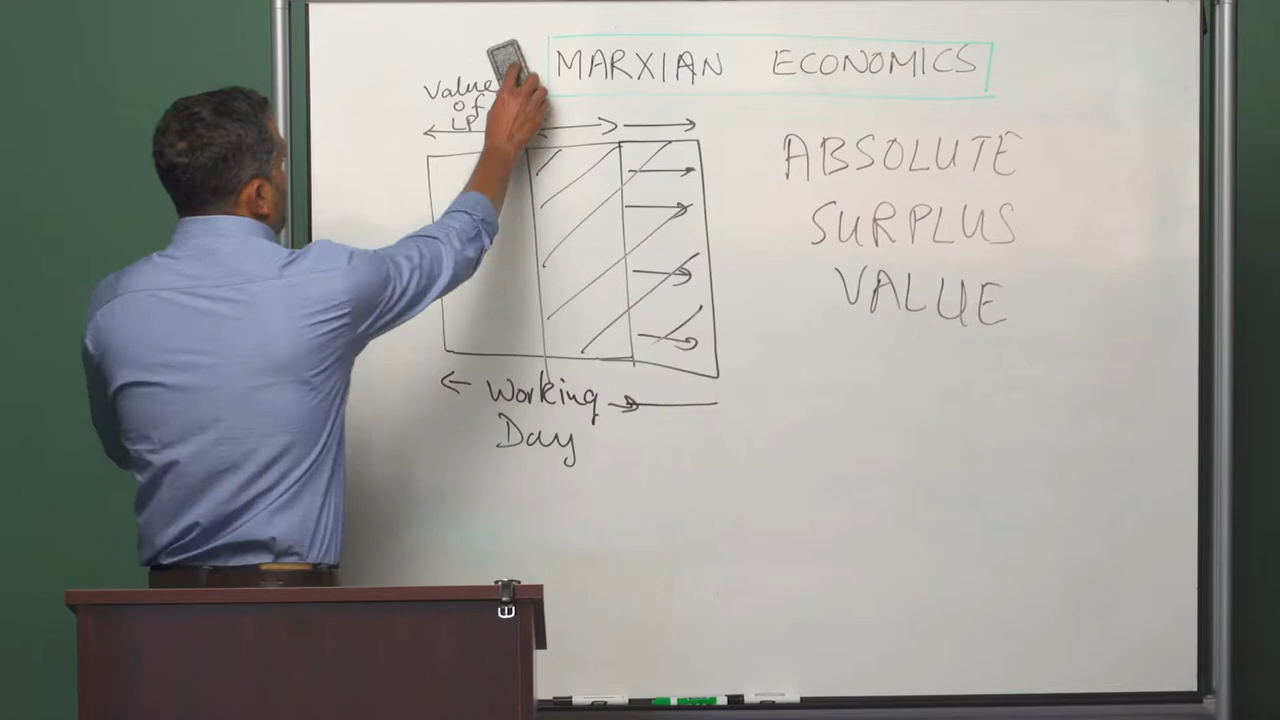 MARXIAN ECONOMICS
Value
of
LP
ABSOLUTE
SURPLUS
VALUE
Working
Day